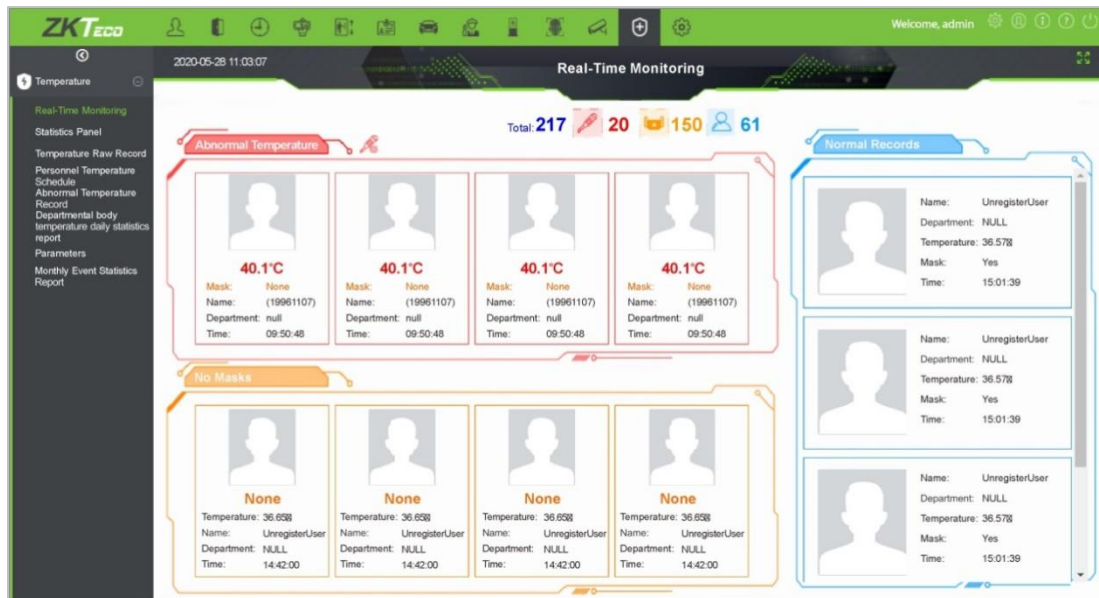 ZKTECO
Welcome, admin
Temperature
Real-Time Monitoring
Statistics Panel
Temperature Raw Record
Personnel Temperature
Schedule
Abnormal Temperature
Record
Departmental body
temperature daily statistics
report
Parameters
Monthly Event Statistics
Report
2020-05-28 11:03:07
Real-Time Monitoring
Total:217 20 150 61
Abnormal Temperature
40.1°C 40.1°C 40.1°C 40.1°C
Mask: None Mask: None Mask: None Mask: None
Name: (19961107) Name: (19961107) Name: (19961107) Name: (19961107)
Department: null Department: null Department: null Department: null
Time: 09:50:48 Time: 09:50:48 Time: 09:50:48 Time: 09:50:48
No Masks
None None None None
Temperature: 36.65 Temperature: 36.65 Temperature: 36.65 Temperature: 36.65
Name: UnregisterUser Name: UnregisterUser Name: UnregisterUser Name: UnregisterUser
Department: NULL Department: NULL Department: NULL Department: NULL
Time: 14:42:00 Time: 14:42:00 Time: 14:42:00 Time: 14:42:00
Normal Records
Name: UnregisterUser
Department: NULL
Temperature: 36.57
Mask: Yes
Time: 15:01:39
Name: UnregisterUser
Department: NULL
Temperature: 36.57
Mask: Yes
Time: 15:01:39
Name: UnregisterUser
Department: NULL
Temperature: 36.57
Mask: Yes
Time: 15:01:39